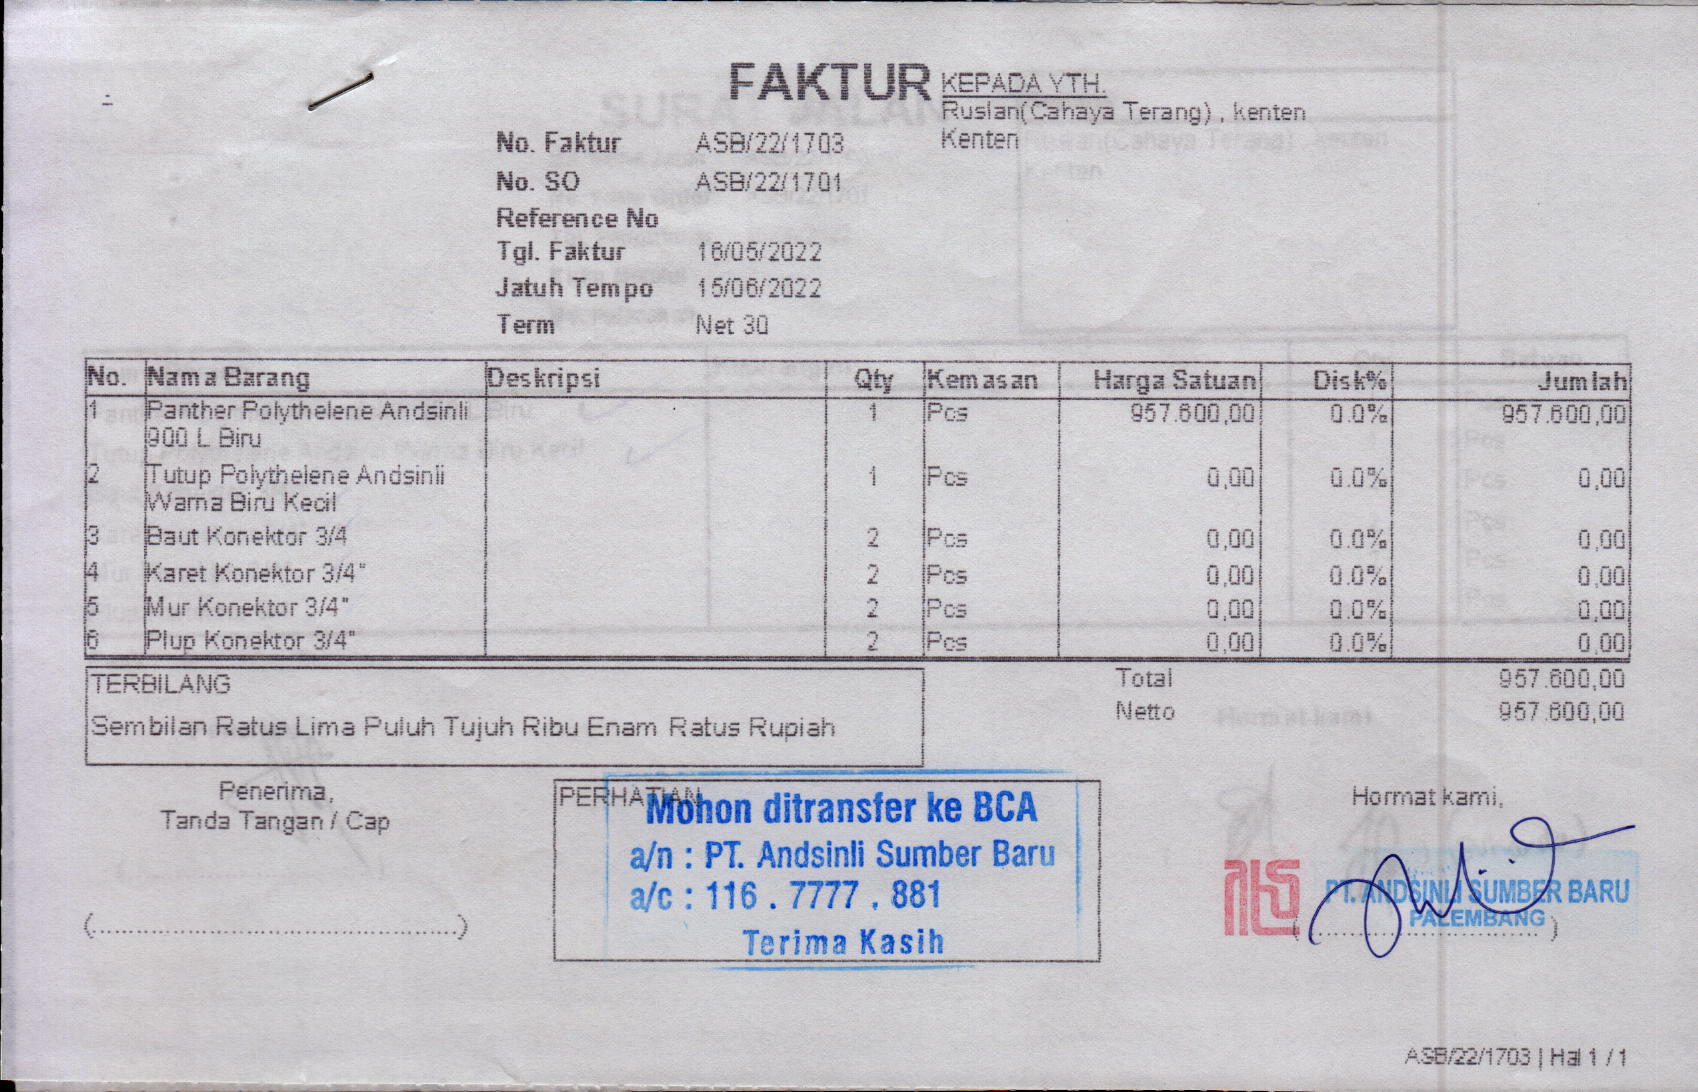 FAKTUR
KEPADA YTH.
Ruslan(Cahaya Terang) , kenten
Kenten
No. Faktur ASB/22/1703
No. SO ASB/22/1701
Reference No
Tgl. Faktur 16/05/2022
Jatuh Tempo 15/06/2022
Term Net 30
No. Nama Barang Deskripsi Qty Kemasan Harga Satuan Disk% Jumlah
1 Panther Polythelene Andsinli 1 Pcs 957.600,00 0.0% 957.600,00
900 L Biru
2 Tutup Polythelene Andsinli 1 Pcs 0,00 0.0% 0,00
Warna Biru Kecil
3 Baut Konektor 3/4 2 Pcs 0,00 0.0% 0,00
4 Karet Konektor 3/4" 2 Pcs 0,00 0.0% 0,00
5 Mur Konektor 3/4" 2 Pcs 0,00 0.0% 0,00
6 Plup Konektor 3/4" 2 Pcs 0,00 0.0% 0,00
TERBILANG
Sembilan Ratus Lima Puluh Tujuh Ribu Enam Ratus Rupiah
Total 957.600,00
Netto 957.600,00
Penerima,
Tanda Tangan / Cap
(................................................)
PERHATIAN
Mohon ditransfer ke BCA
a/n : PT. Andsinli Sumber Baru
a/c : 116 . 7777 . 881
Terima Kasih
Hormat kami,
PT. ANDSINLI SUMBER BARU
PALEMBANG
(..............................)
ASB/22/1703 | Hal 1 / 1